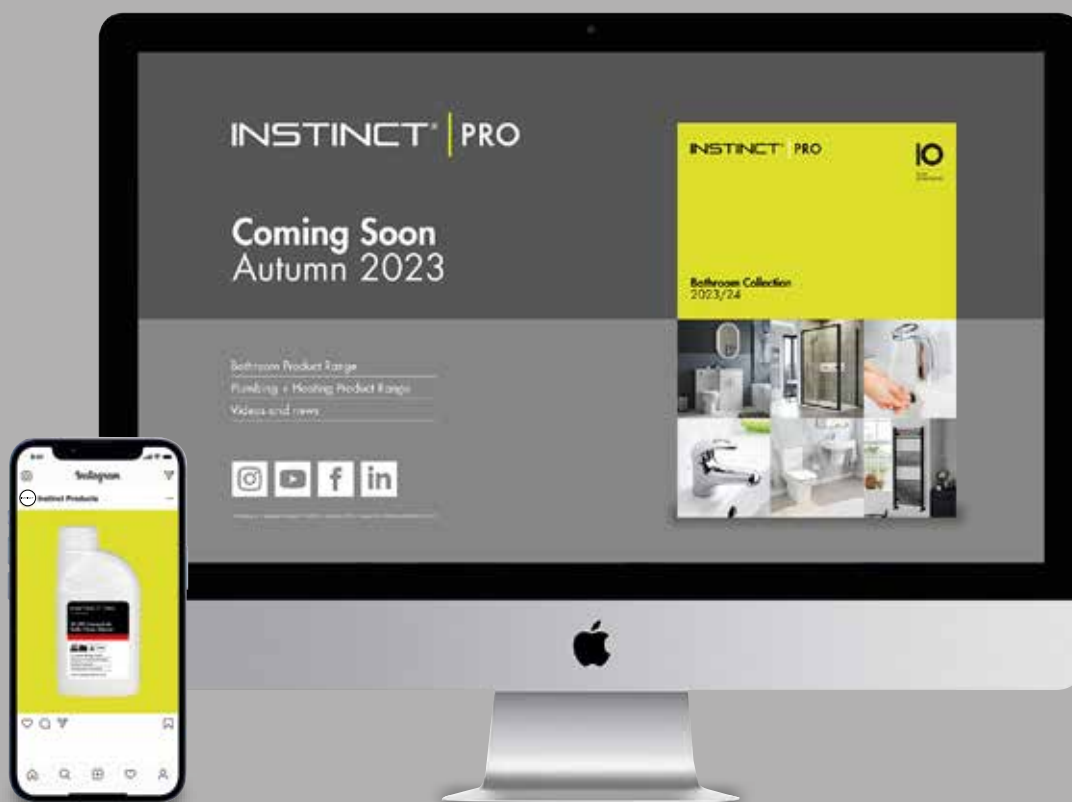 INSTINCT® | PRO
Coming Soon
Autumn 2023
Bathroom Product Range
Plumbing + Heating Product Range
Videos and news
INSTINCT® | PRO
10
Bathroom Collection
2023/24
Instagram
Instinct Products